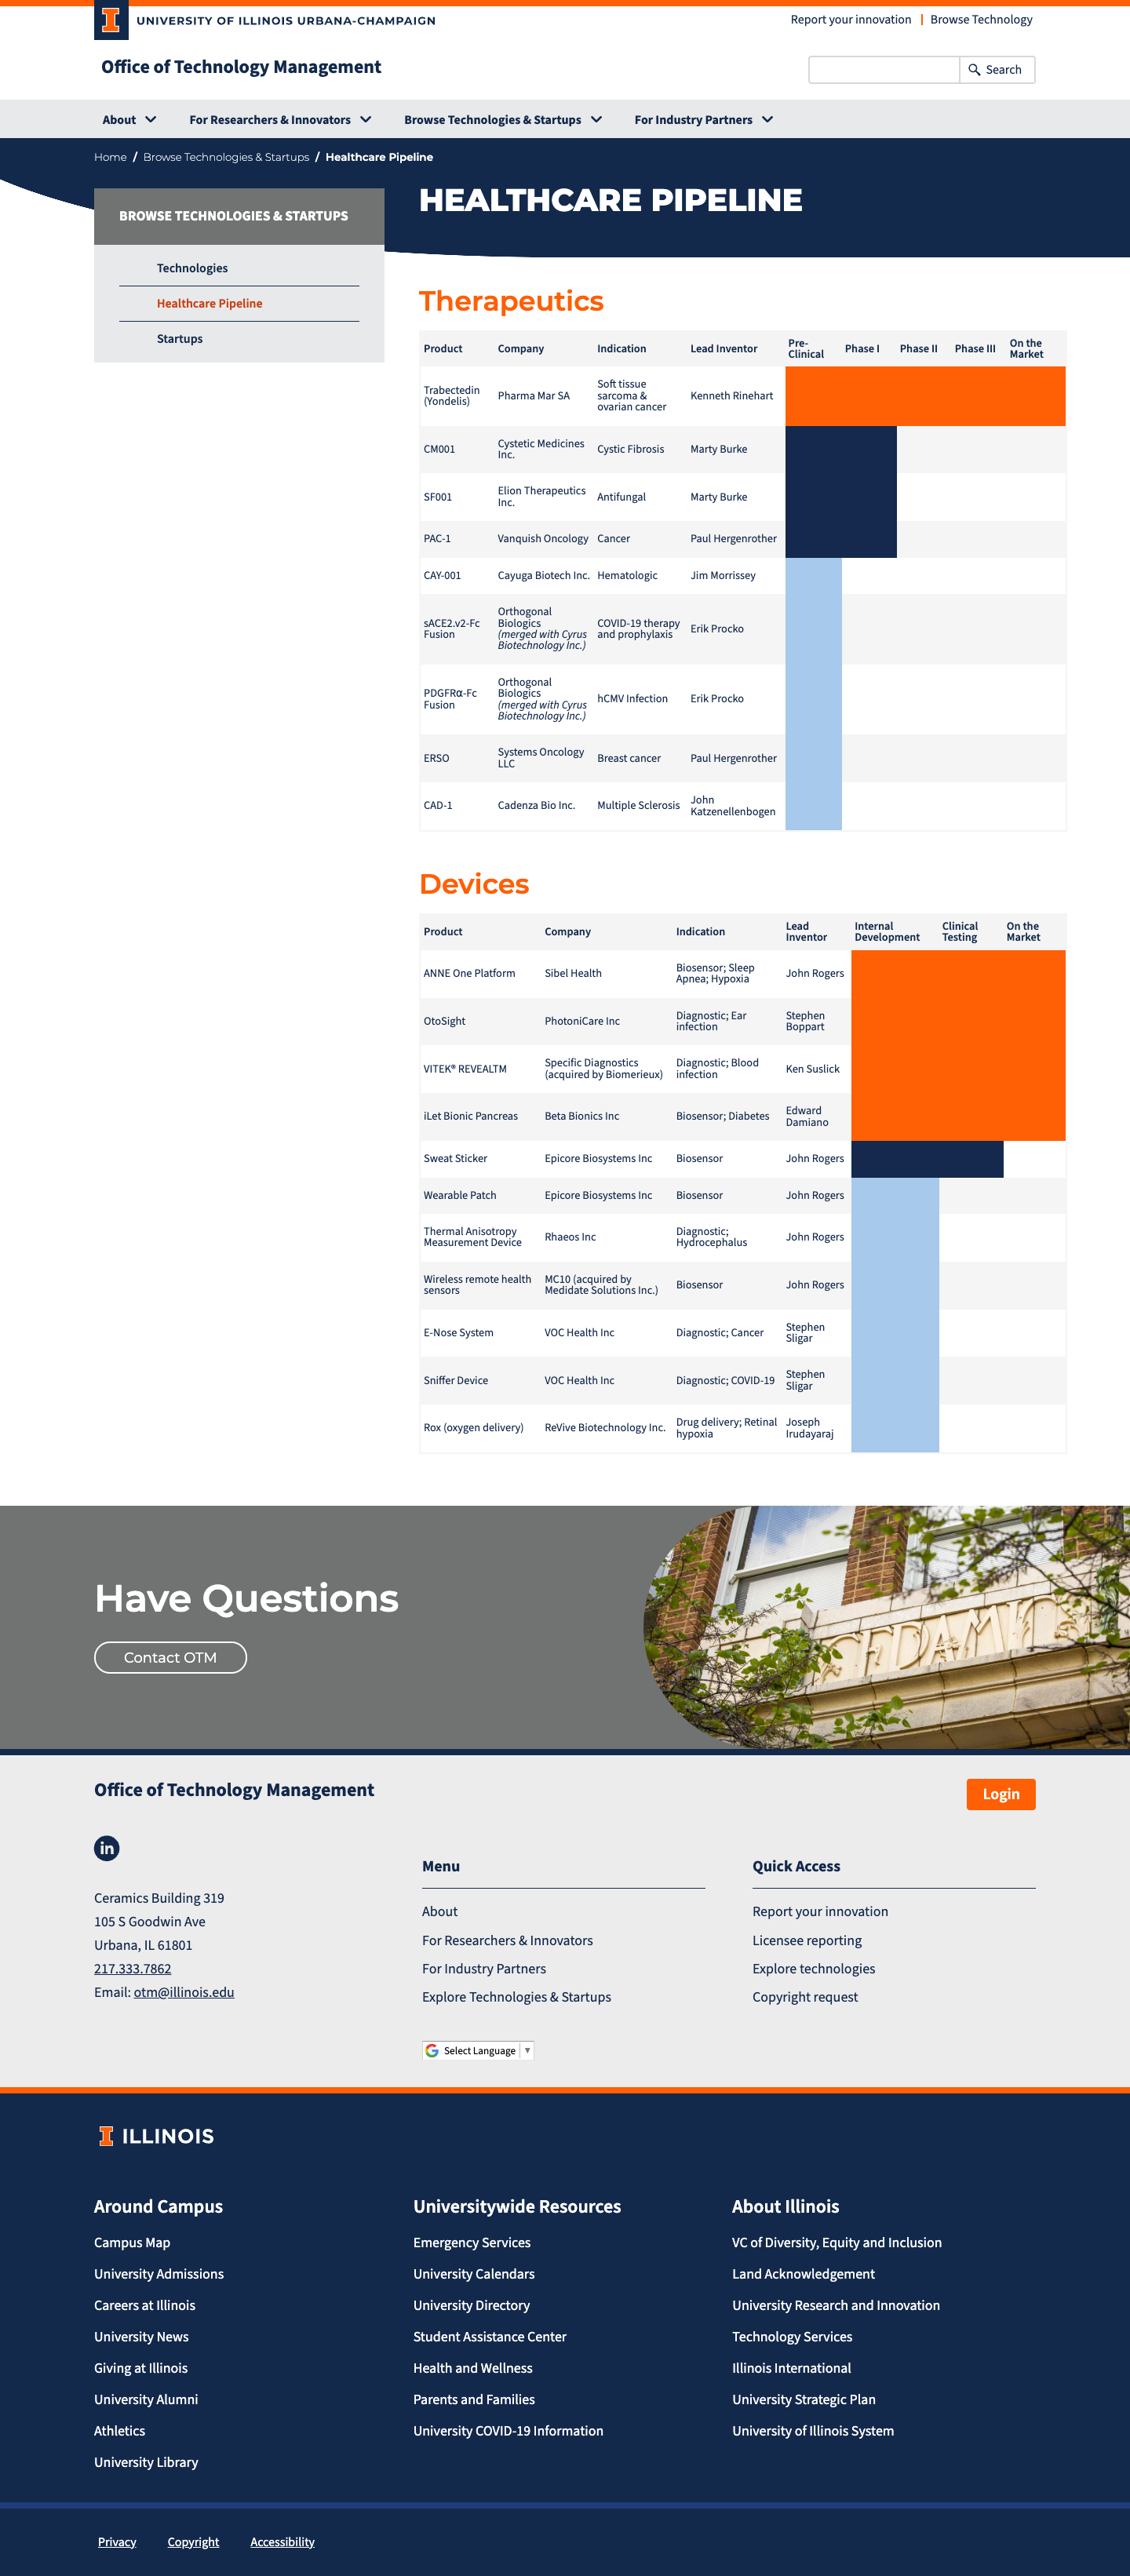 UNIVERSITY OF ILLINOIS URBANA-CHAMPAIGN
Report your innovation
Browse Technology
Office of Technology Management
Search
About
For Researchers & Innovators
Browse Technologies & Startups
For Industry Partners
Home / Browse Technologies & Startups / Healthcare Pipeline
HEALTHCARE PIPELINE
BROWSE TECHNOLOGIES & STARTUPS
Technologies
Healthcare Pipeline
Startups
Therapeutics
Product Company Indication Lead Inventor Pre-Clinical Phase I Phase II Phase III On the Market
Trabectedin (Yondelis) Pharma Mar SA Soft tissue sarcoma & ovarian cancer Kenneth Rinehart
CM001 Cystetic Medicines Inc. Cystic Fibrosis Marty Burke
SF001 Elion Therapeutics Inc. Antifungal Marty Burke
PAC-1 Vanquish Oncology Cancer Paul Hergenrother
CAY-001 Cayuga Biotech Inc. Hematologic Jim Morrissey
sACE2.v2-Fc Fusion Orthogonal Biologics (merged with Cyrus Biotechnology Inc.) COVID-19 therapy and prophylaxis Erik Procko
PDGFRα-Fc Fusion Orthogonal Biologics (merged with Cyrus Biotechnology Inc.) hCMV Infection Erik Procko
ERSO Systems Oncology LLC Breast cancer Paul Hergenrother
CAD-1 Cadenza Bio Inc. Multiple Sclerosis John Katzenellenbogen
Devices
Product Company Indication Lead Inventor Internal Development Clinical Testing On the Market
ANNE One Platform Sibel Health Biosensor; Sleep Apnea; Hypoxia John Rogers
OtoSight PhotoniCare Inc Diagnostic; Ear infection Stephen Boppart
VITEK® REVEALTM Specific Diagnostics (acquired by Biomerieux) Diagnostic; Blood infection Ken Suslick
iLet Bionic Pancreas Beta Bionics Inc Biosensor; Diabetes Edward Damiano
Sweat Sticker Epicore Biosystems Inc Biosensor John Rogers
Wearable Patch Epicore Biosystems Inc Biosensor John Rogers
Thermal Anisotropy Measurement Device Rhaeos Inc Diagnostic; Hydrocephalus John Rogers
Wireless remote health sensors MC10 (acquired by Medidate Solutions Inc.) Biosensor John Rogers
E-Nose System VOC Health Inc Diagnostic; Cancer Stephen Sligar
Sniffer Device VOC Health Inc Diagnostic; COVID-19 Stephen Sligar
Rox (oxygen delivery) ReVive Biotechnology Inc. Drug delivery; Retinal hypoxia Joseph Irudayaraj
Have Questions
Contact OTM
Office of Technology Management
Login
in
Ceramics Building 319
105 S Goodwin Ave
Urbana, IL 61801
217.333.7862
Email: otm@illinois.edu
Menu
About
For Researchers & Innovators
For Industry Partners
Explore Technologies & Startups
Quick Access
Report your innovation
Licensee reporting
Explore technologies
Copyright request
Select Language
ILLINOIS
Around Campus
Campus Map
University Admissions
Careers at Illinois
University News
Giving at Illinois
University Alumni
Athletics
University Library
Universitywide Resources
Emergency Services
University Calendars
University Directory
Student Assistance Center
Health and Wellness
Parents and Families
University COVID-19 Information
About Illinois
VC of Diversity, Equity and Inclusion
Land Acknowledgement
University Research and Innovation
Technology Services
Illinois International
University Strategic Plan
University of Illinois System
Privacy
Copyright
Accessibility